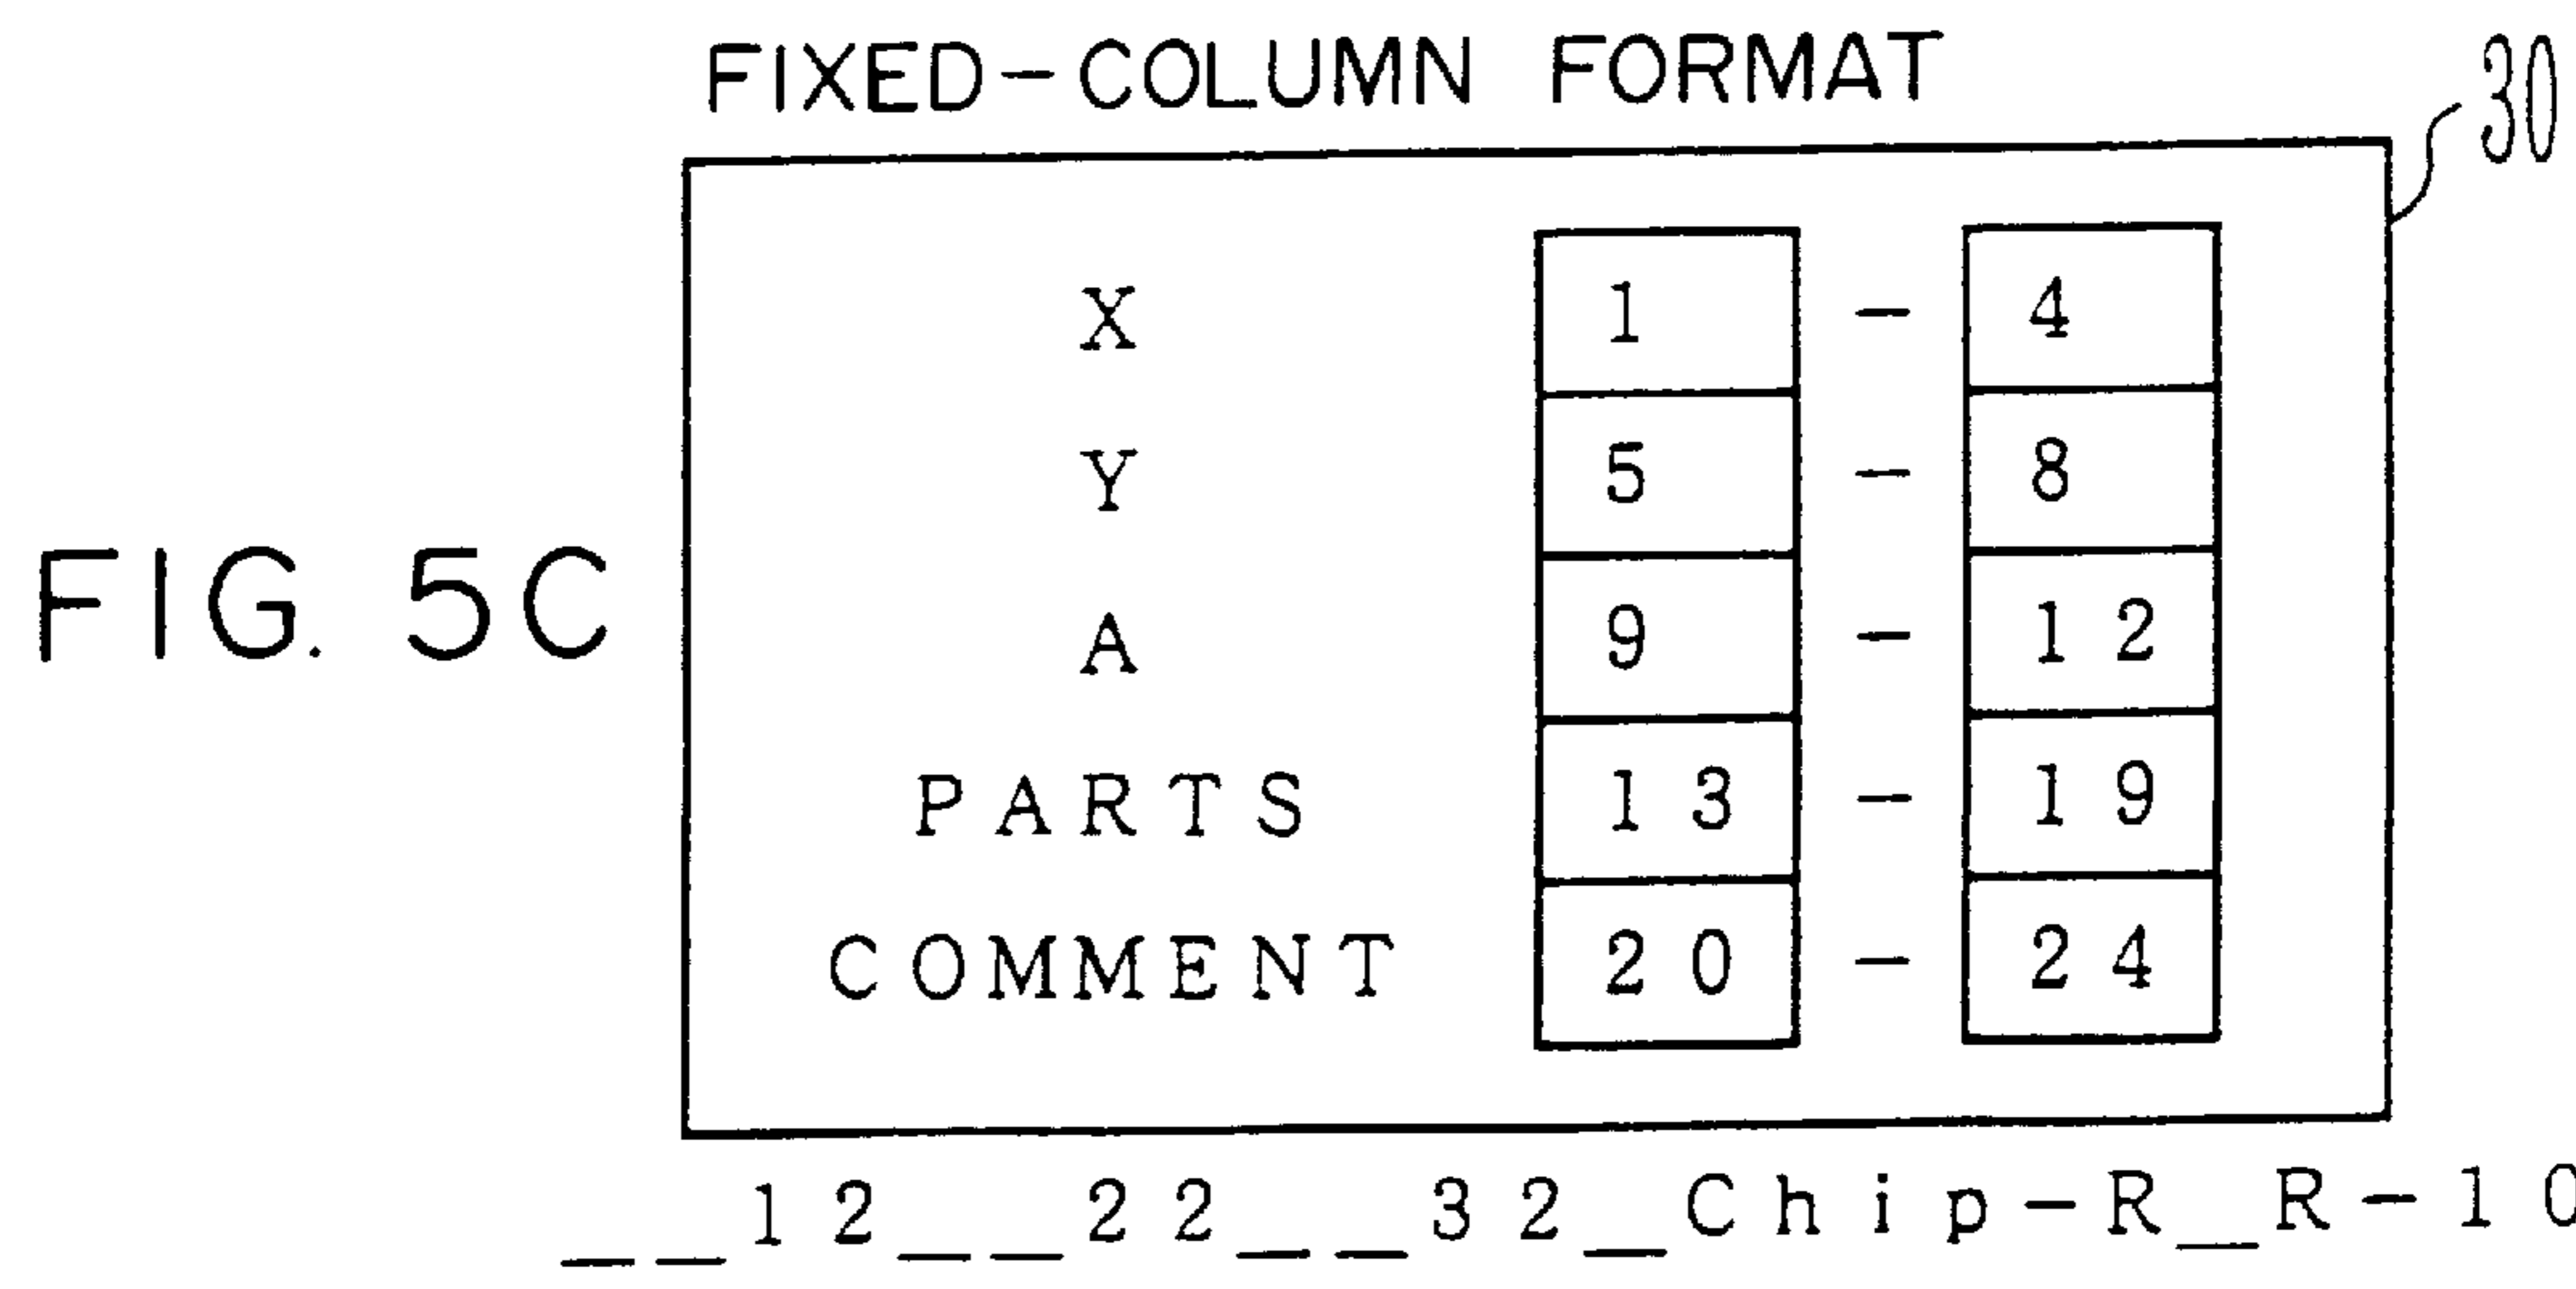 FIXED-COLUMN FORMAT
30
X 1 - 4
Y 5 - 8
FIG. 5C
A 9 - 12
PARTS 13 - 19
COMMENT 20 - 24
__12__22__32_Chip-R_R-10